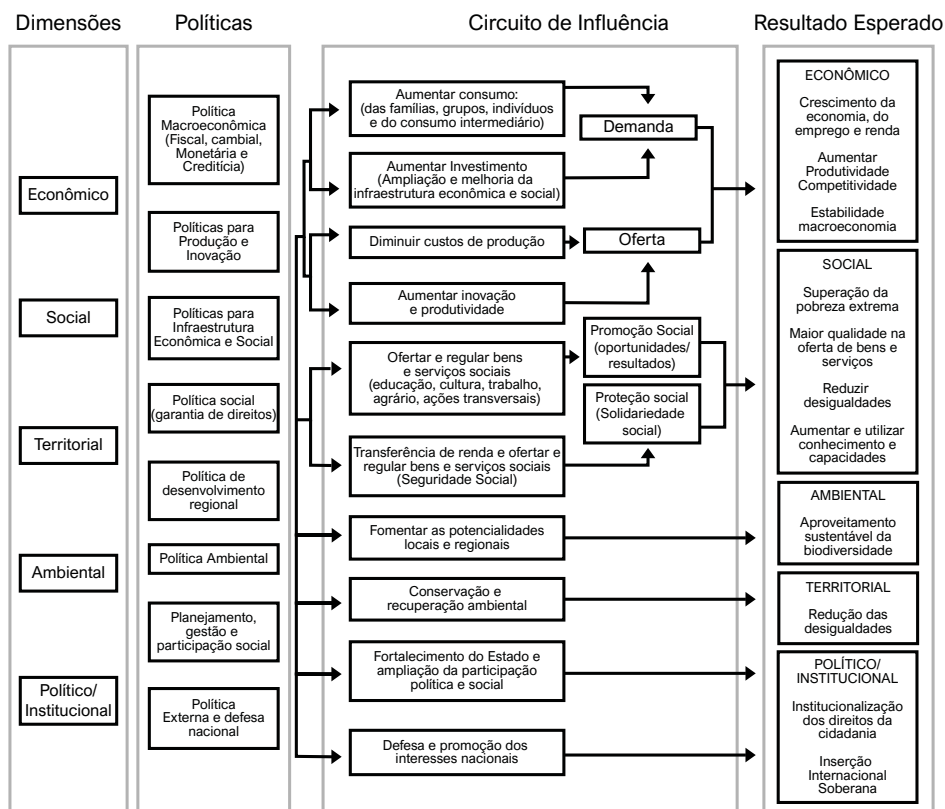 Dimensões
Políticas
Circuito de Influência
Resultado Esperado
Econômico
Social
Territorial
Ambiental
Político/
Institucional
Política
Macroeconômica
(Fiscal, cambial,
Monetária e
Creditícia)
Políticas para
Produção e
Inovação
Políticas para
Infraestrutura
Econômica e Social
Política social
(garantia de direitos)
Política de
desenvolvimento
regional
Política Ambiental
Planejamento,
gestão e
participação social
Política
Externa e defesa
nacional
Aumentar consumo:
(das famílias, grupos, indivíduos
e do consumo intermediário)
Aumentar Investimento
(Ampliação e melhoria da
infraestrutura econômica e social)
Diminuir custos de produção
Aumentar inovação
e produtividade
Ofertar e regular bens
e serviços sociais
(educação, cultura, trabalho,
agrário, ações transversais)
Transferência de renda e ofertar e
regular bens e serviços sociais
(Seguridade Social)
Fomentar as potencialidades
locais e regionais
Conservação e
recuperação ambiental
Fortalecimento do Estado e
ampliação da participação
política e social
Defesa e promoção dos
interesses nacionais
Demanda
Oferta
Promoção Social
(oportunidades/
resultados)
Proteção social
(Solidariedade
social)
ECONÔMICO
Crescimento da
economia, do
emprego e renda
Aumentar
Produtividade
Competitividade
Estabilidade
macroeconomia
SOCIAL
Superação da
pobreza extrema
Maior qualidade na
oferta de bens e
serviços
Reduzir
desigualdades
Aumentar e utilizar
conhecimento e
capacidades
AMBIENTAL
Aproveitamento
sustentável da
biodiversidade
TERRITORIAL
Redução das
desigualdades
POLÍTICO/
INSTITUCIONAL
Institucionalização
dos direitos da
cidadania
Inserção
Internacional
Soberana